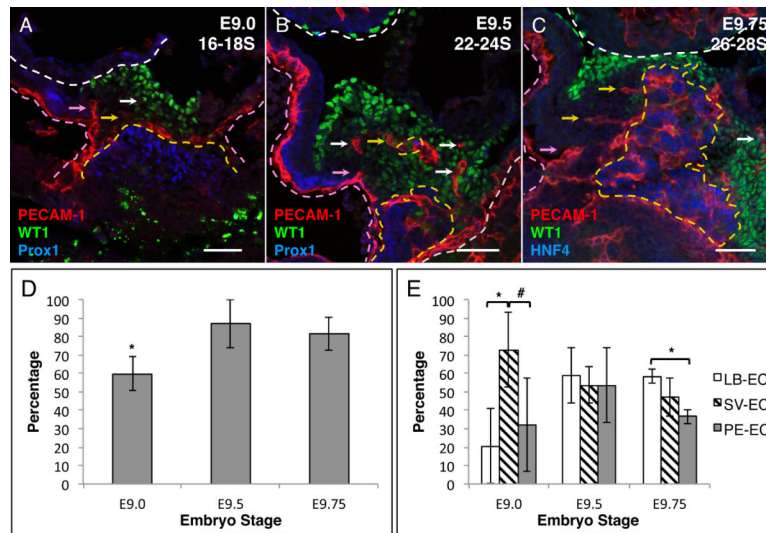 A
E9.0
16-18S
PECAM-1
WT1
Prox1
B
E9.5
22-24S
PECAM-1
WT1
Prox1
C
E9.75
26-28S
PECAM-1
WT1
HNF4
D
100
90
80
70
60
50
40
30
20
10
0
Percentage
*
E9.0
E9.5
E9.75
Embryo Stage
E
100
90
80
70
60
50
40
30
20
10
0
Percentage
*
#
*
E9.0
E9.5
E9.75
Embryo Stage
LB-EC
SV-EC
PE-EC